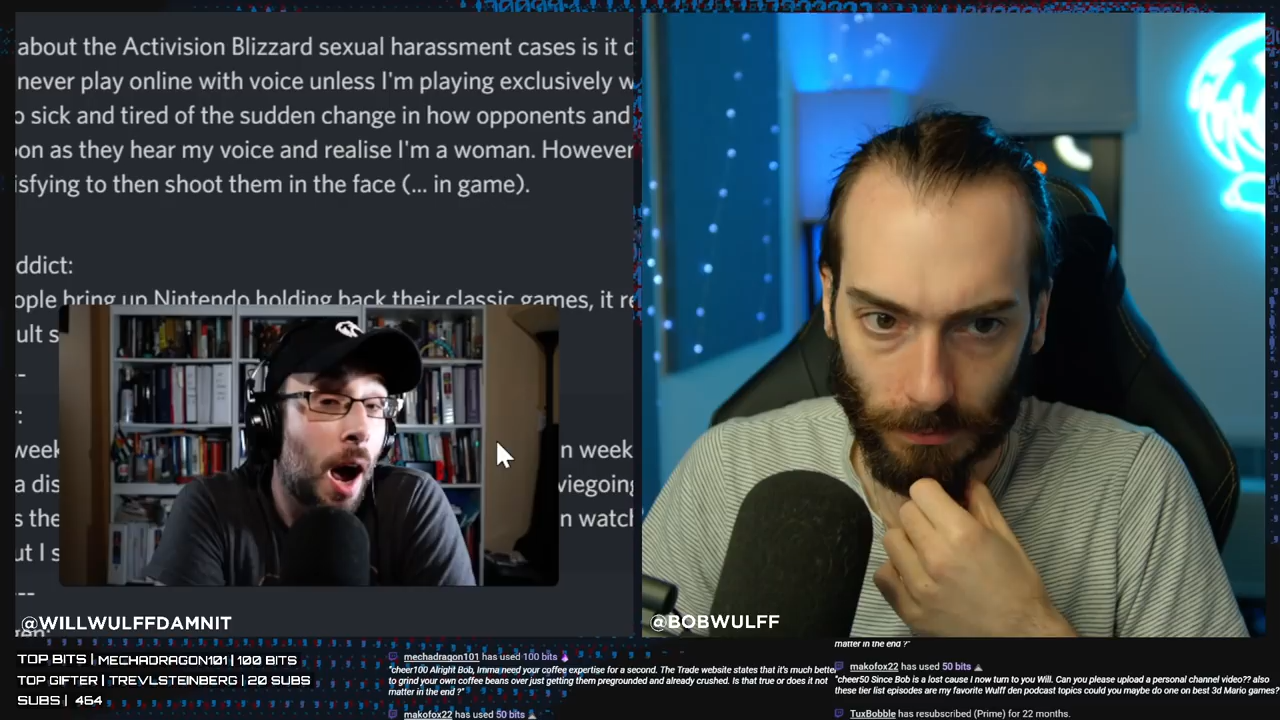 about the Activision Blizzard sexual harassment cases is it d
never play online with voice unless I'm playing exclusively w
o sick and tired of the sudden change in how opponents and
oon as they hear my voice and realise I'm a woman. However
isfying to then shoot them in the face (... in game).
ddict:
ople bring up Nintendo holding back their classic games, it re
ult s
--
r:
week
n week
a dis
viegoing
s the
n watch
ut I s
---
@WILLWULFFDAMNIT
@BOBWULFF
TOP BITS | MECHADRAGON101 | 100 BITS
TOP GIFTER | TREVLSTEINBERG | 20 SUBS
SUBS | 464
mechadragon101 has used 100 bits
"cheer100 Alright Bob, Imma need your coffee expertise for a second. The Trade website states that it's much better
to grind your own coffee beans over just getting them pregrounded and already crushed. Is that true or does it not
matter in the end ?"
makofox22 has used 50 bits
matter in the end ?"
makofox22 has used 50 bits
"cheer50 Since Bob is a lost cause I now turn to you Will. Can you please upload a personal channel video?? also
these tier list episodes are my favorite Wulff den podcast topics could you maybe do one on best 3d Mario games?
TuxBobble has resubscribed (Prime) for 22 months.